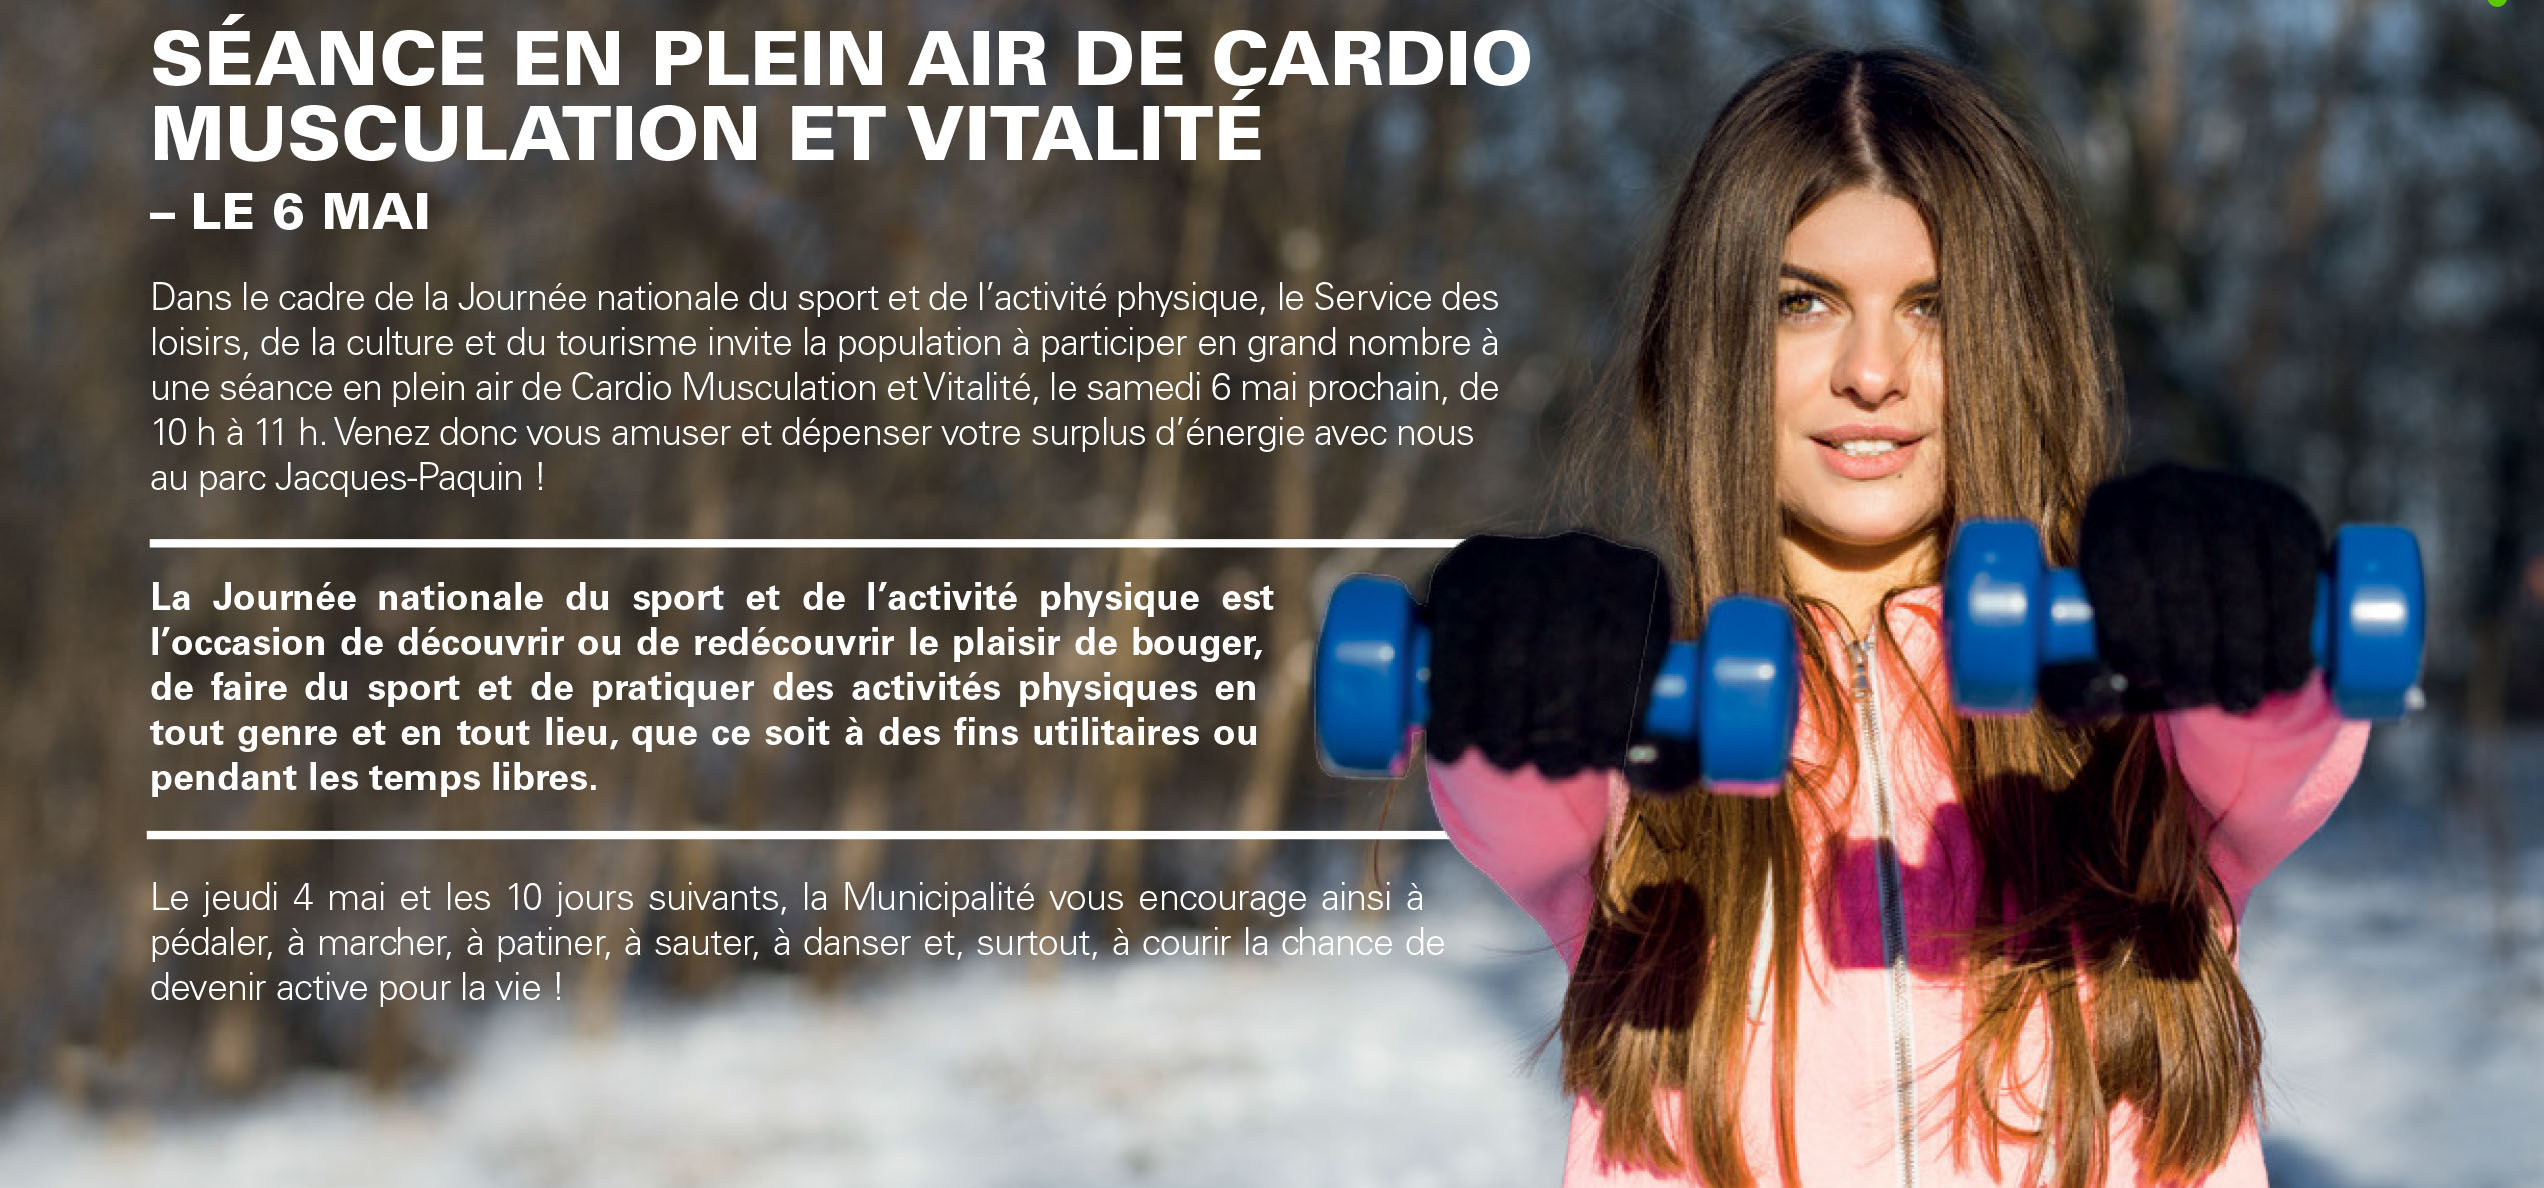 SÉANCE EN PLEIN AIR DE CARDIO
MUSCULATION ET VITALITÉ
– LE 6 MAI
Dans le cadre de la Journée nationale du sport et de l’activité physique, le Service des
loisirs, de la culture et du tourisme invite la population à participer en grand nombre à
une séance en plein air de Cardio Musculation et Vitalité, le samedi 6 mai prochain, de
10 h à 11 h. Venez donc vous amuser et dépenser votre surplus d’énergie avec nous
au parc Jacques-Paquin !
La Journée nationale du sport et de l’activité physique est
l’occasion de découvrir ou de redécouvrir le plaisir de bouger,
de faire du sport et de pratiquer des activités physiques en
tout genre et en tout lieu, que ce soit à des fins utilitaires ou
pendant les temps libres.
Le jeudi 4 mai et les 10 jours suivants, la Municipalité vous encourage ainsi à
pédaler, à marcher, à patiner, à sauter, à danser et, surtout, à courir la chance de
devenir active pour la vie !